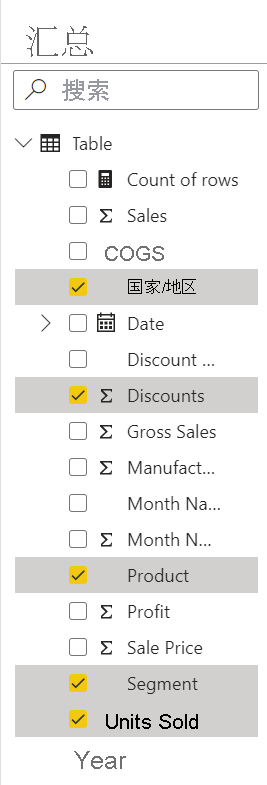 汇总
搜索
Table
Count of rows
Sales
COGS
国家/地区
Date
Discount ...
Discounts
Gross Sales
Manufact...
Month Na...
Month N...
Product
Profit
Sale Price
Segment
Units Sold
Year